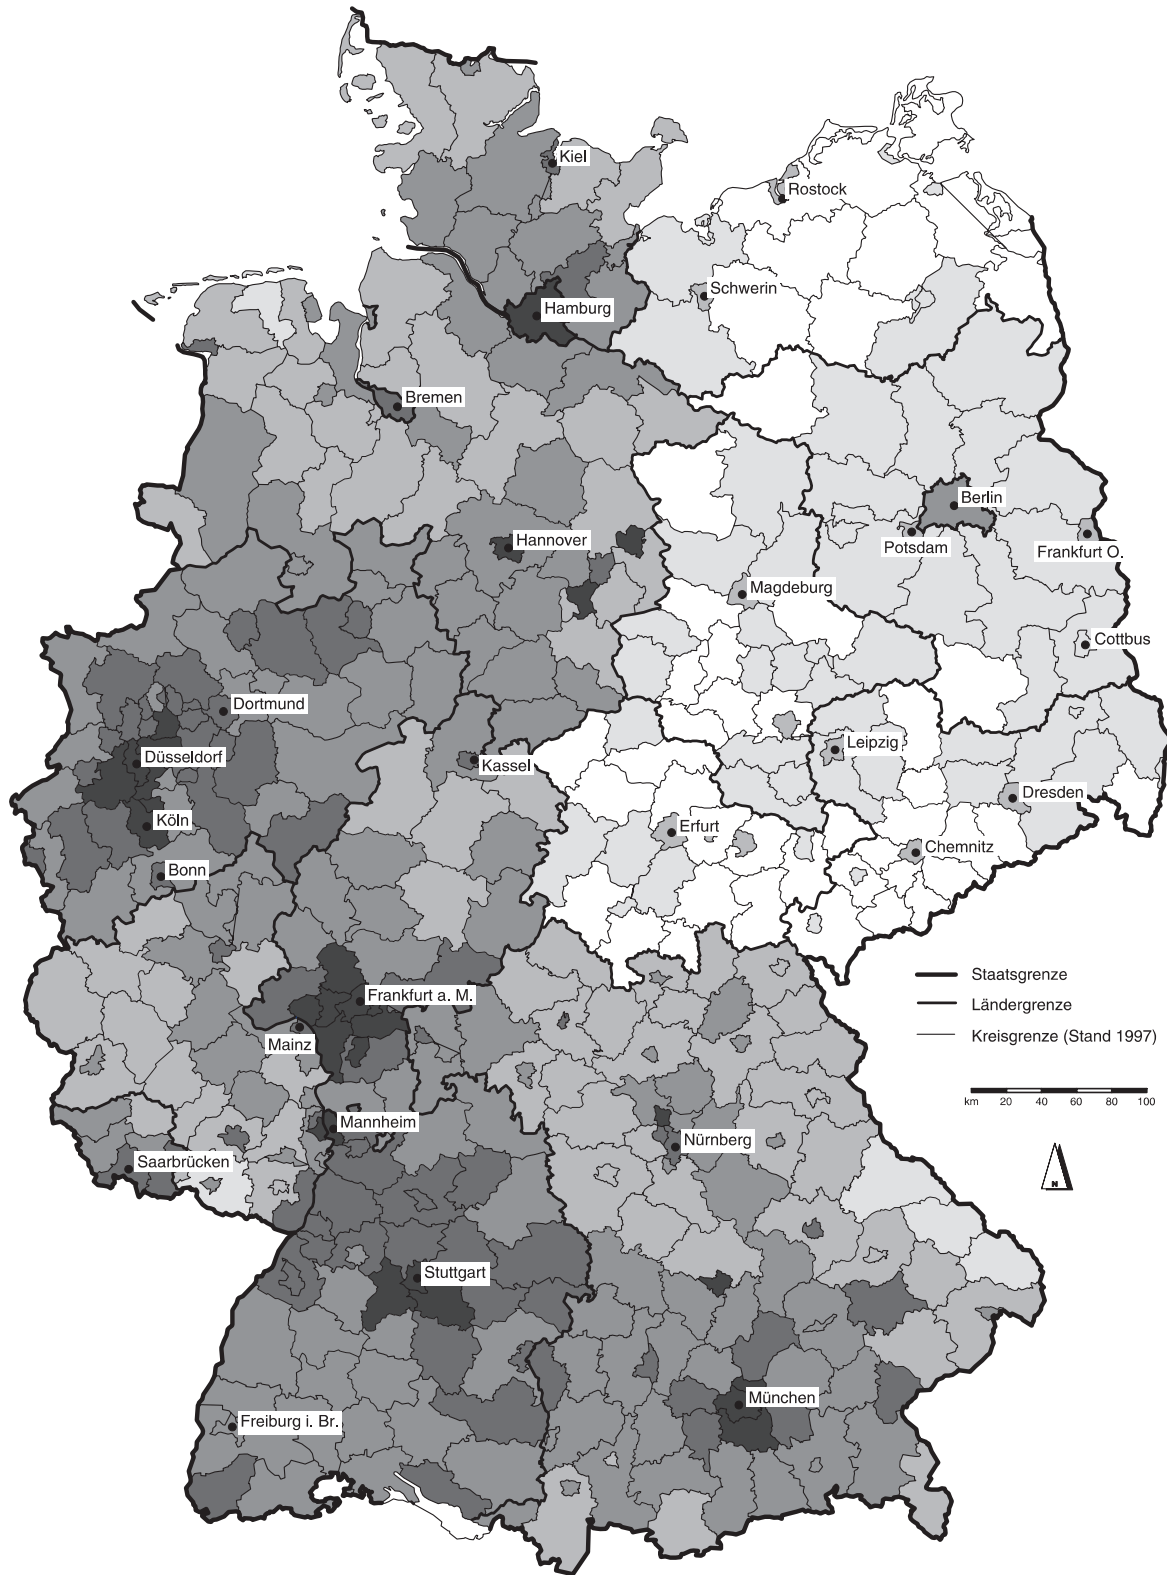 Kiel
Rostock
Schwerin
Hamburg
Bremen
Berlin
Hannover
Potsdam
Frankfurt O.
Magdeburg
Cottbus
Dortmund
Leipzig
Düsseldorf
Kassel
Dresden
Köln
Erfurt
Chemnitz
Bonn
Staatsgrenze
Frankfurt a. M.
Ländergrenze
Mainz
Kreisgrenze (Stand 1997)
km 20 40 60 80 100
Mannheim
Nürnberg
Saarbrücken
N
Stuttgart
München
Freiburg i. Br.